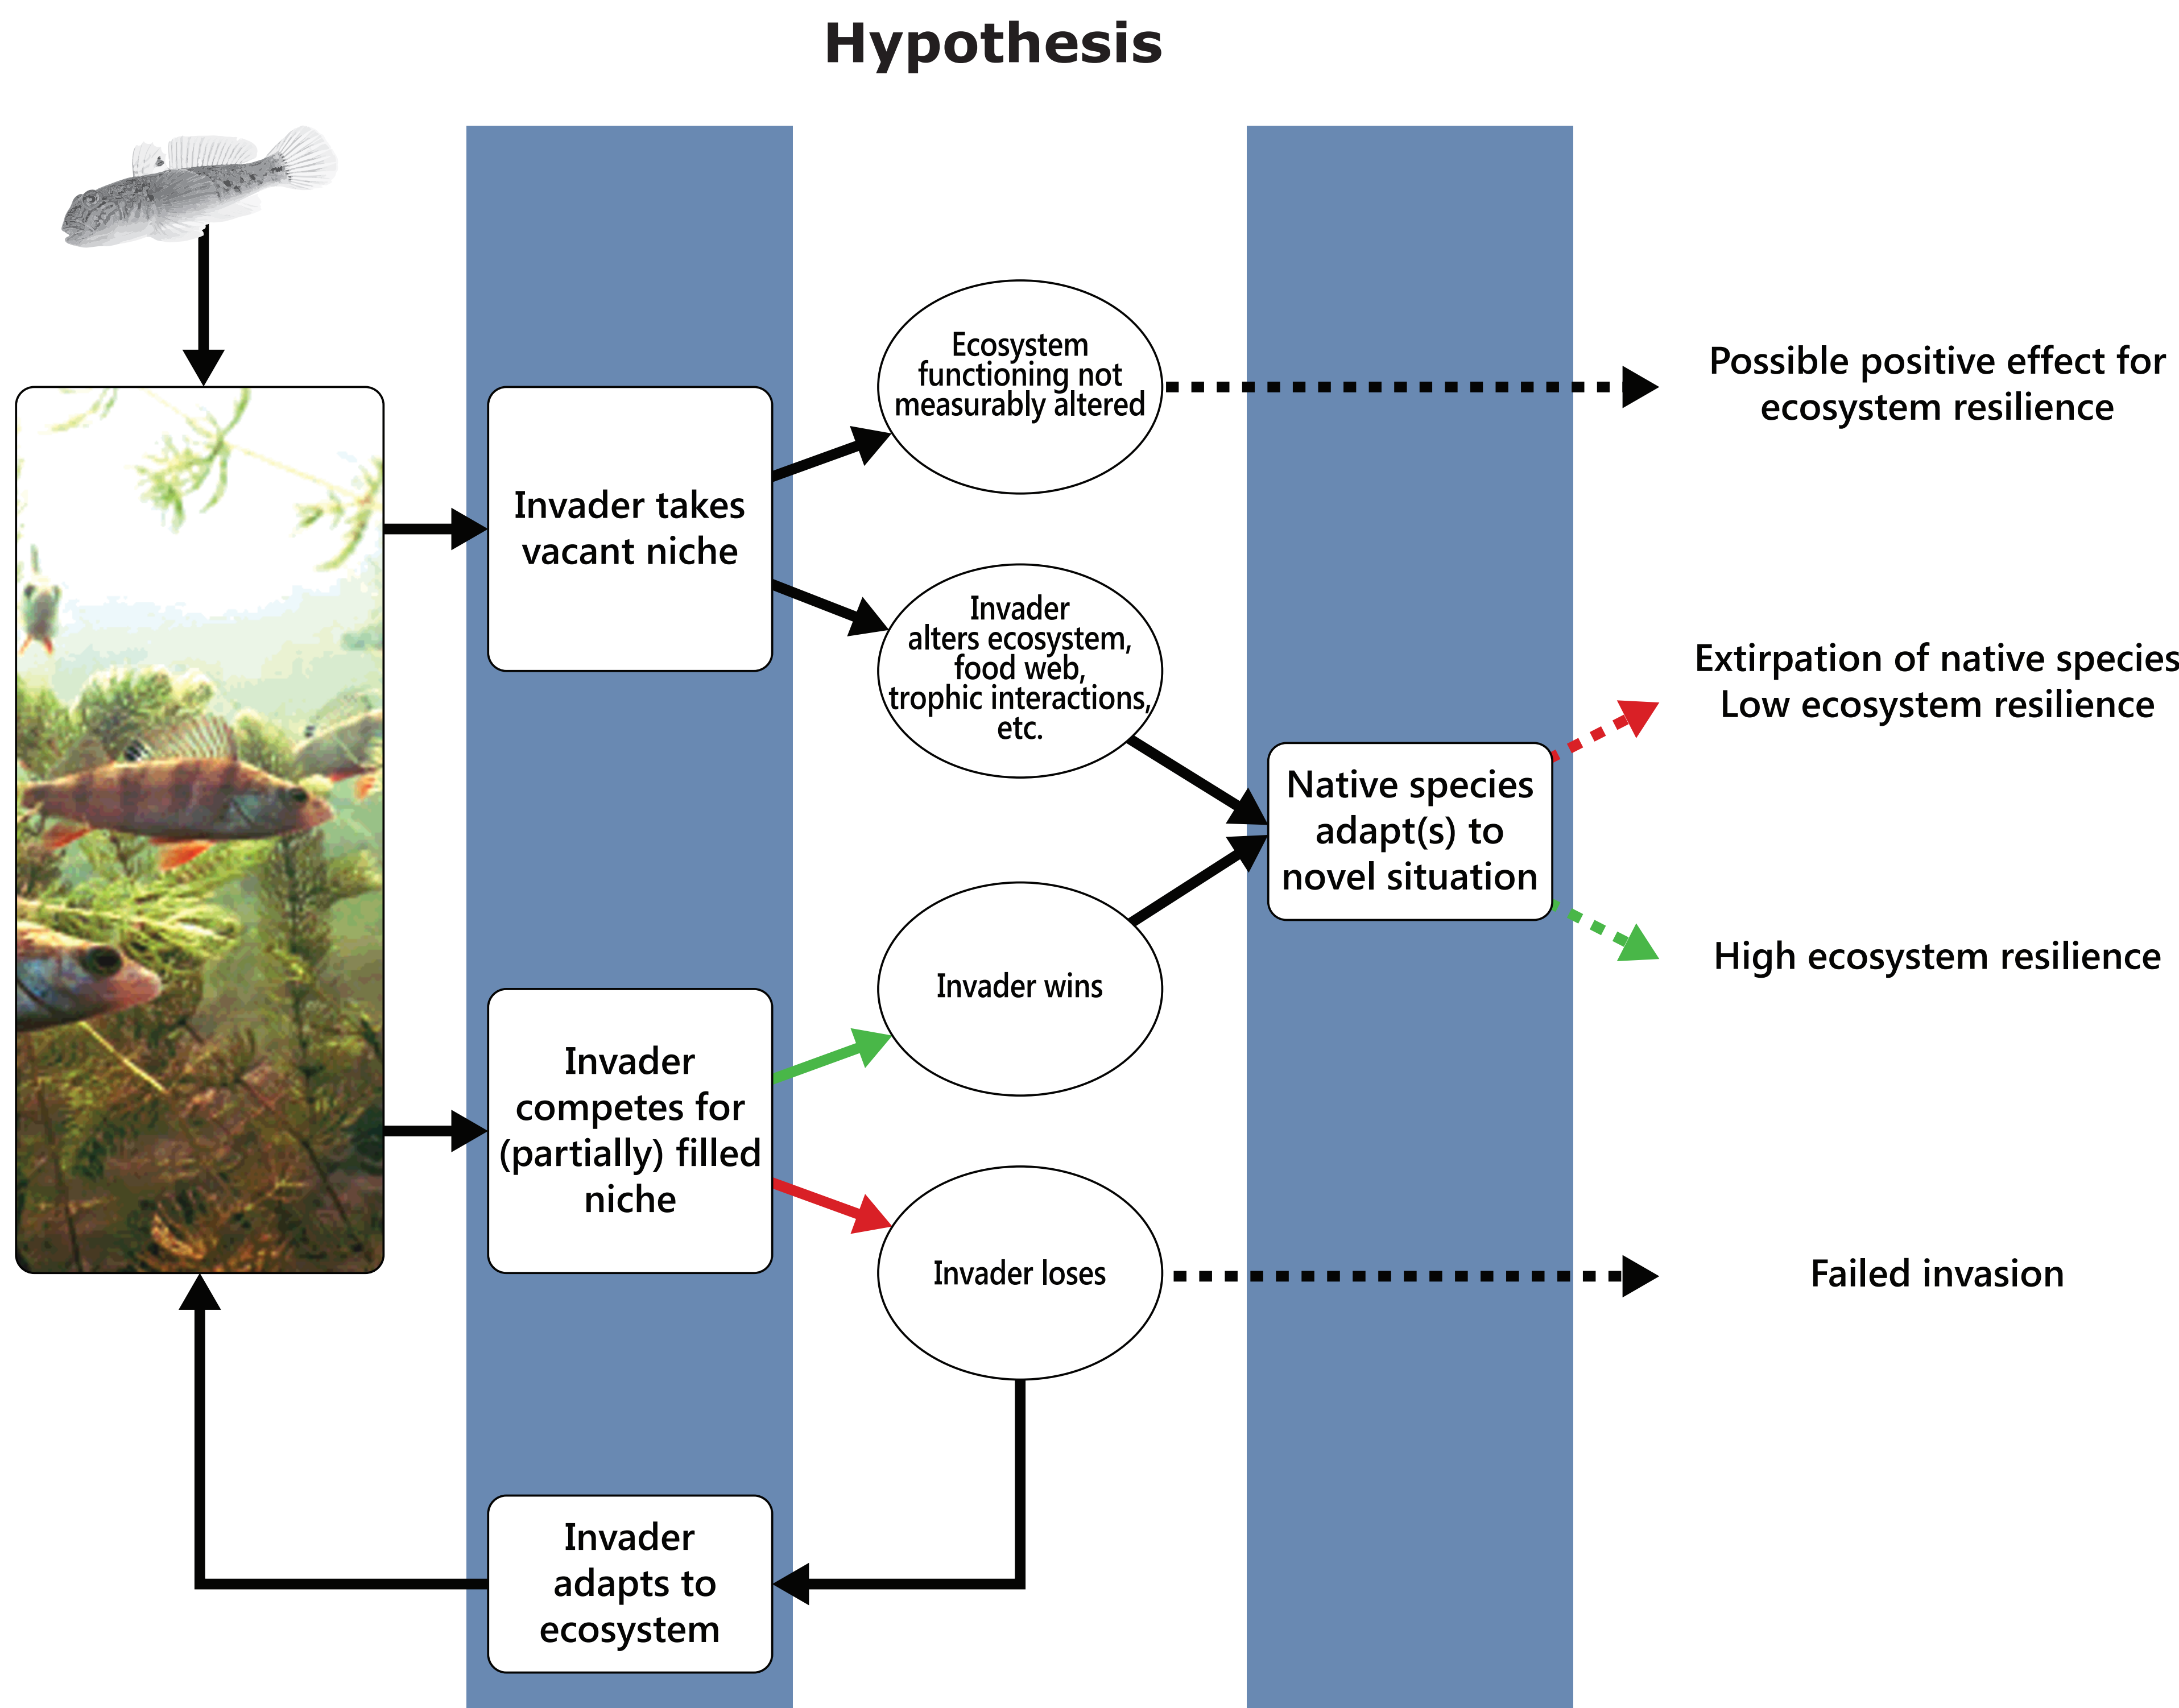 Hypothesis
Invader takes
vacant niche
Ecosystem
functioning not
measurably altered
Possible positive effect for
ecosystem resilience
Invader
alters ecosystem,
food web,
trophic interactions,
etc.
Extirpation of native species
Low ecosystem resilience
Native species
adapt(s) to
novel situation
High ecosystem resilience
Invader
competes for
(partially) filled
niche
Invader wins
Invader loses
Failed invasion
Invader
adapts to
ecosystem